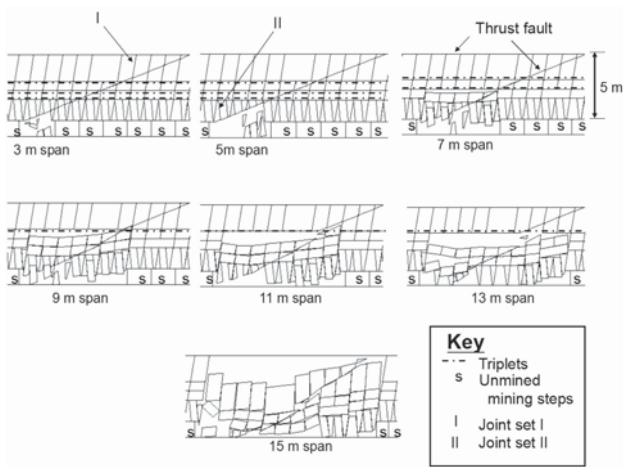 I
II
Thrust fault
5 m
S S S S S S S S
3 m span
S S S S S S S
5m span
S S S S S
7 m span
S S S
9 m span
S S S
11 m span
S S
13 m span
S S S
15 m span
Key
Triplets
S Unmined
mining steps
I Joint set I
II Joint set II